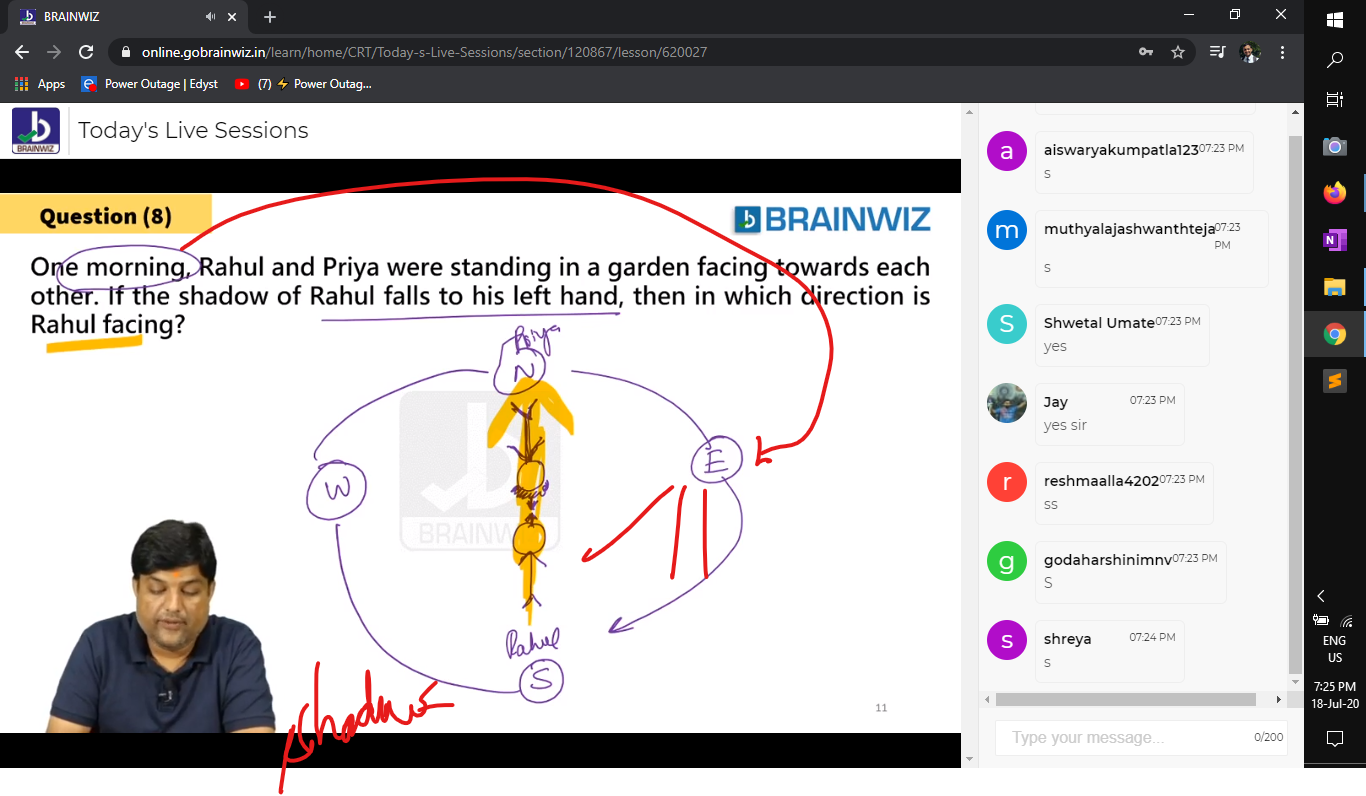 BRAINWIZ
online.gobrainwiz.in/learn/home/CRT/Today-s-Live-Sessions/section/120867/lesson/620027
Apps
Power Outage | Edyst
(7) ⚡ Power Outag...
BRAINWIZ
Today's Live Sessions
Question (8)
BRAINWIZ
One morning, Rahul and Priya were standing in a garden facing towards each
other. If the shadow of Rahul falls to his left hand, then in which direction is
Rahul facing?
Priya
N
E
W
BRAINWIZ
Rahul
S
11
a
aiswaryakumpatla123 07:23 PM
s
m
muthyalajashwanthteja 07:23
PM
s
S
Shwetal Umate 07:23 PM
yes
Jay 07:23 PM
yes sir
r
reshmaalla4202 07:23 PM
ss
g
godaharshinimnv 07:23 PM
S
s
shreya 07:24 PM
s
Type your message... 0/200
N
ENG
US
7:25 PM
18-Jul-20